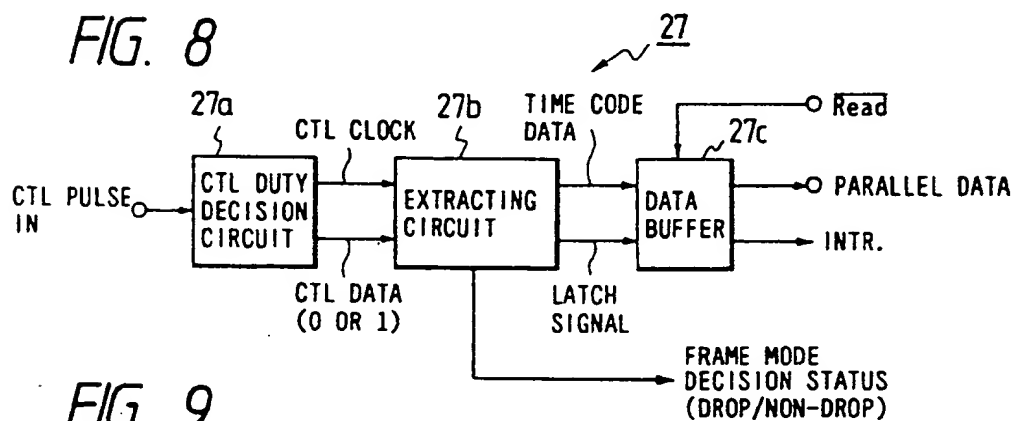 FIG. 8
27
27a
CTL CLOCK
27b
TIME CODE
DATA
27c
Read
CTL PULSE
IN
CTL DUTY
DECISION
CIRCUIT
EXTRACTING
CIRCUIT
DATA
BUFFER
PARALLEL DATA
INTR.
CTL DATA
(0 OR 1)
LATCH
SIGNAL
FRAME MODE
DECISION STATUS
(DROP/NON-DROP)
FIG. 9